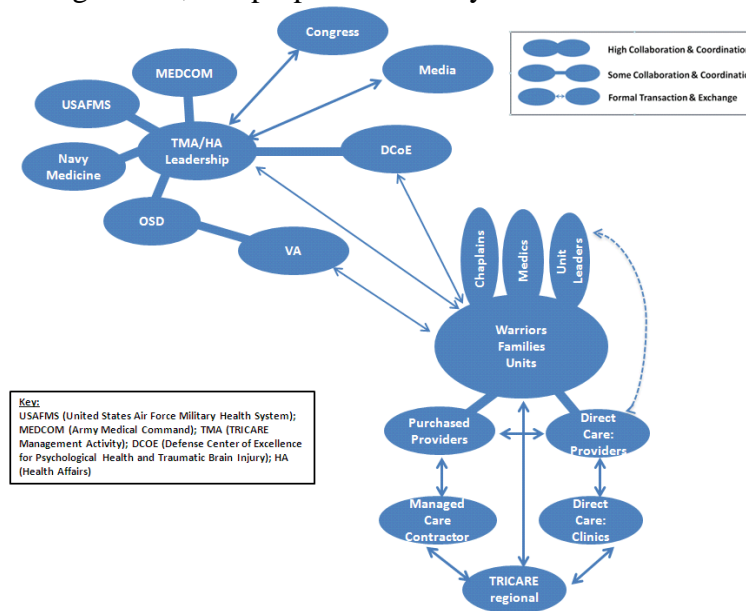 Congress
Media
MEDCOM
USAFMS
TMA/HA
Leadership
Navy
Medicine
DCoE
OSD
VA
High Collaboration & Coordination
Some Collaboration & Coordination
Formal Transaction & Exchange
Chaplains
Medics
Unit
Leaders
Warriors
Families
Units
Key:
USAFMS (United States Air Force Military Health System);
MEDCOM (Army Medical Command); TMA (TRICARE
Management Activity); DCOE (Defense Center of Excellence
for Psychological Health and Traumatic Brain Injury); HA
(Health Affairs)
Purchased
Providers
Direct
Care:
Providers
Managed
Care
Contractor
Direct
Care:
Clinics
TRICARE
regional